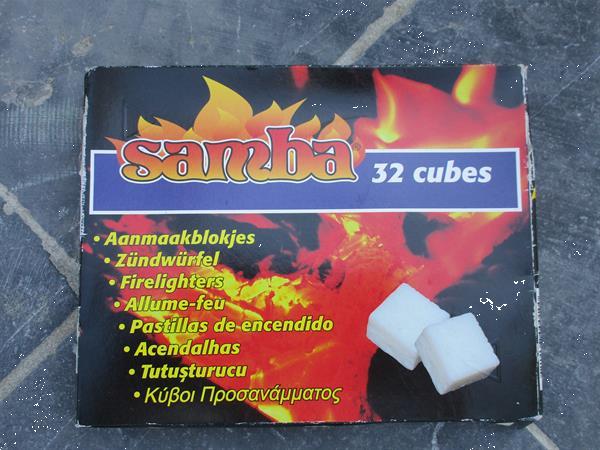 samba
32 cubes
• Aanmaakblokjes
• Zündwürfel
• Firelighters
• Allume-feu
• Pastillas de encendido
• Acendalhas
• Tutuşturucu
• Κύβοι Προσανάμματος